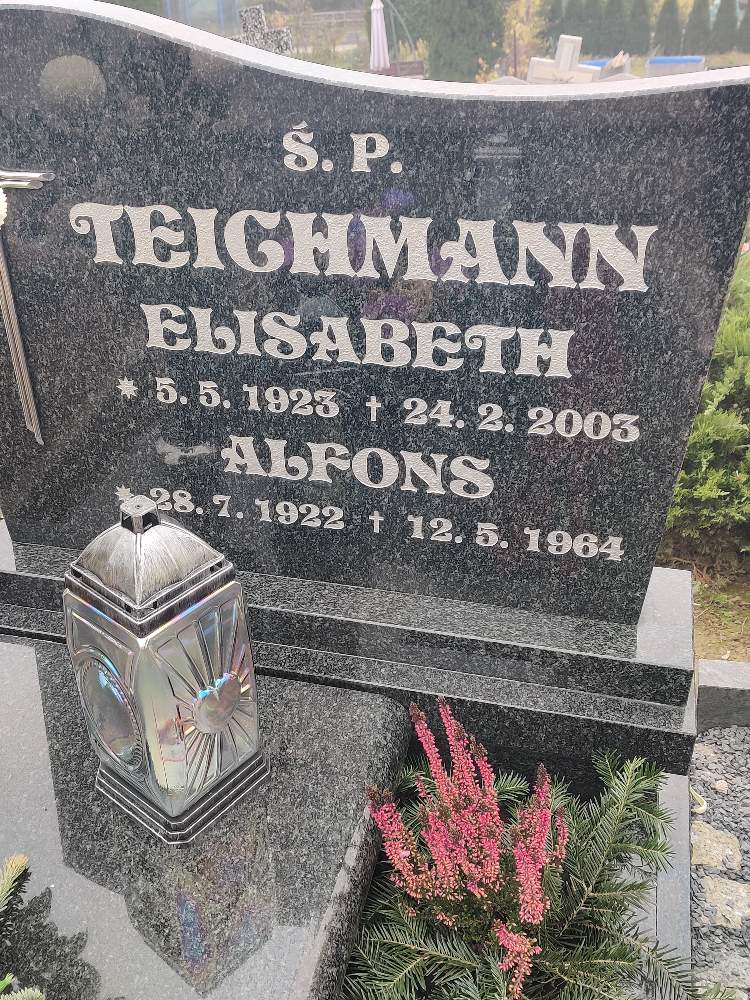 Ś. P.
TEICHMANN
ELISABETH
* 5. 5. 1923 † 24. 2. 2003
ALFONS
* 28. 7. 1922 † 12. 5. 1964